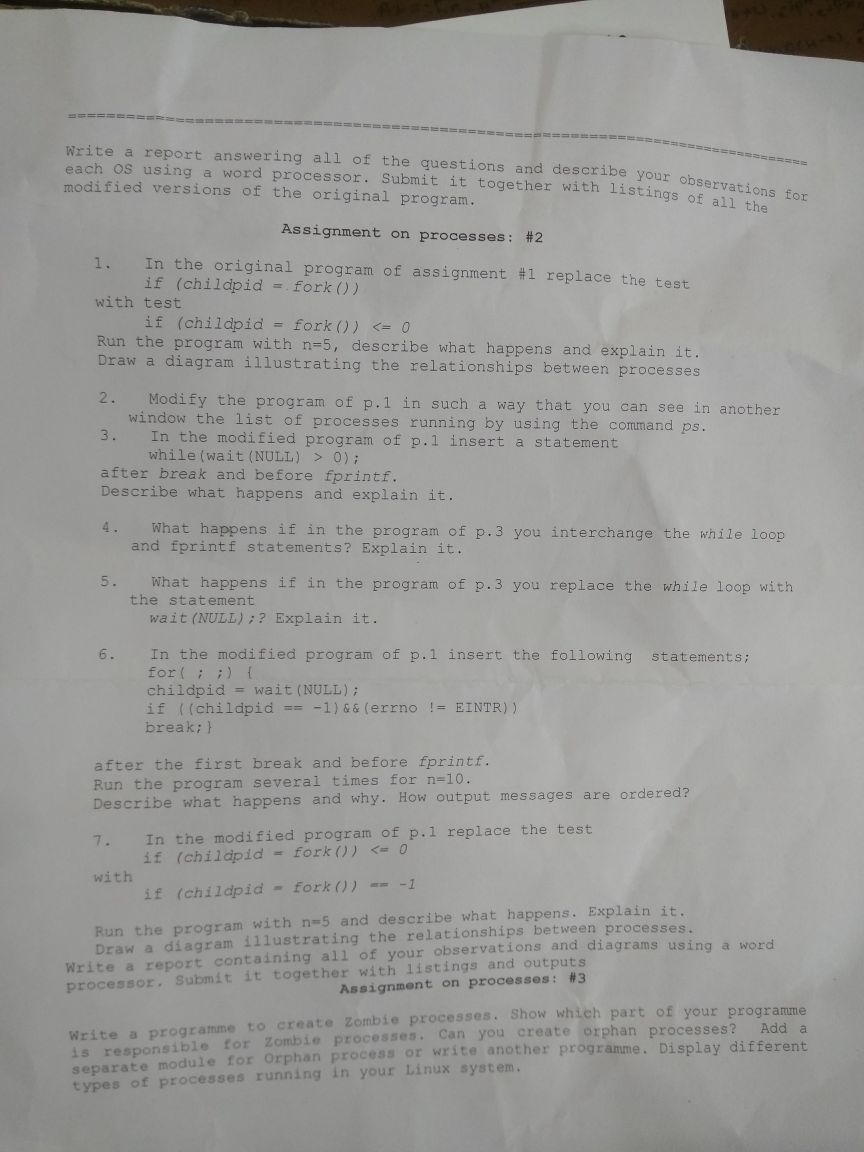 Write a report answering all of the questions and describe your observations for
each OS using a word processor. Submit it together with listings of all the
modified versions of the original program.
Assignment on processes: #2
1. In the original program of assignment #1 replace the test
if (childpid = fork())
with test
if (childpid = fork()) <= 0
Run the program with n=5, describe what happens and explain it.
Draw a diagram illustrating the relationships between processes
2. Modify the program of p.1 in such a way that you can see in another
window the list of processes running by using the command ps.
3. In the modified program of p.1 insert a statement
while(wait(NULL) > 0);
after break and before fprintf.
Describe what happens and explain it.
4. What happens if in the program of p.3 you interchange the while loop
and fprintf statements? Explain it.
5. What happens if in the program of p.3 you replace the while loop with
the statement
wait(NULL);? Explain it.
6. In the modified program of p.1 insert the following statements;
for( ; ;) {
childpid = wait(NULL);
if ((childpid == -1)&&(errno != EINTR))
break;}
after the first break and before fprintf.
Run the program several times for n=10.
Describe what happens and why. How output messages are ordered?
7. In the modified program of p.1 replace the test
if (childpid = fork()) <= 0
with
if (childpid = fork()) == -1
Run the program with n=5 and describe what happens. Explain it.
Draw a diagram illustrating the relationships between processes.
Write a report containing all of your observations and diagrams using a word
processor. Submit it together with listings and outputs
Assignment on processes: #3
Write a programme to create Zombie processes. Show which part of your programme
is responsible for Zombie processes. Can you create orphan processes? Add a
separate module for Orphan process or write another programme. Display different
types of processes running in your Linux system.